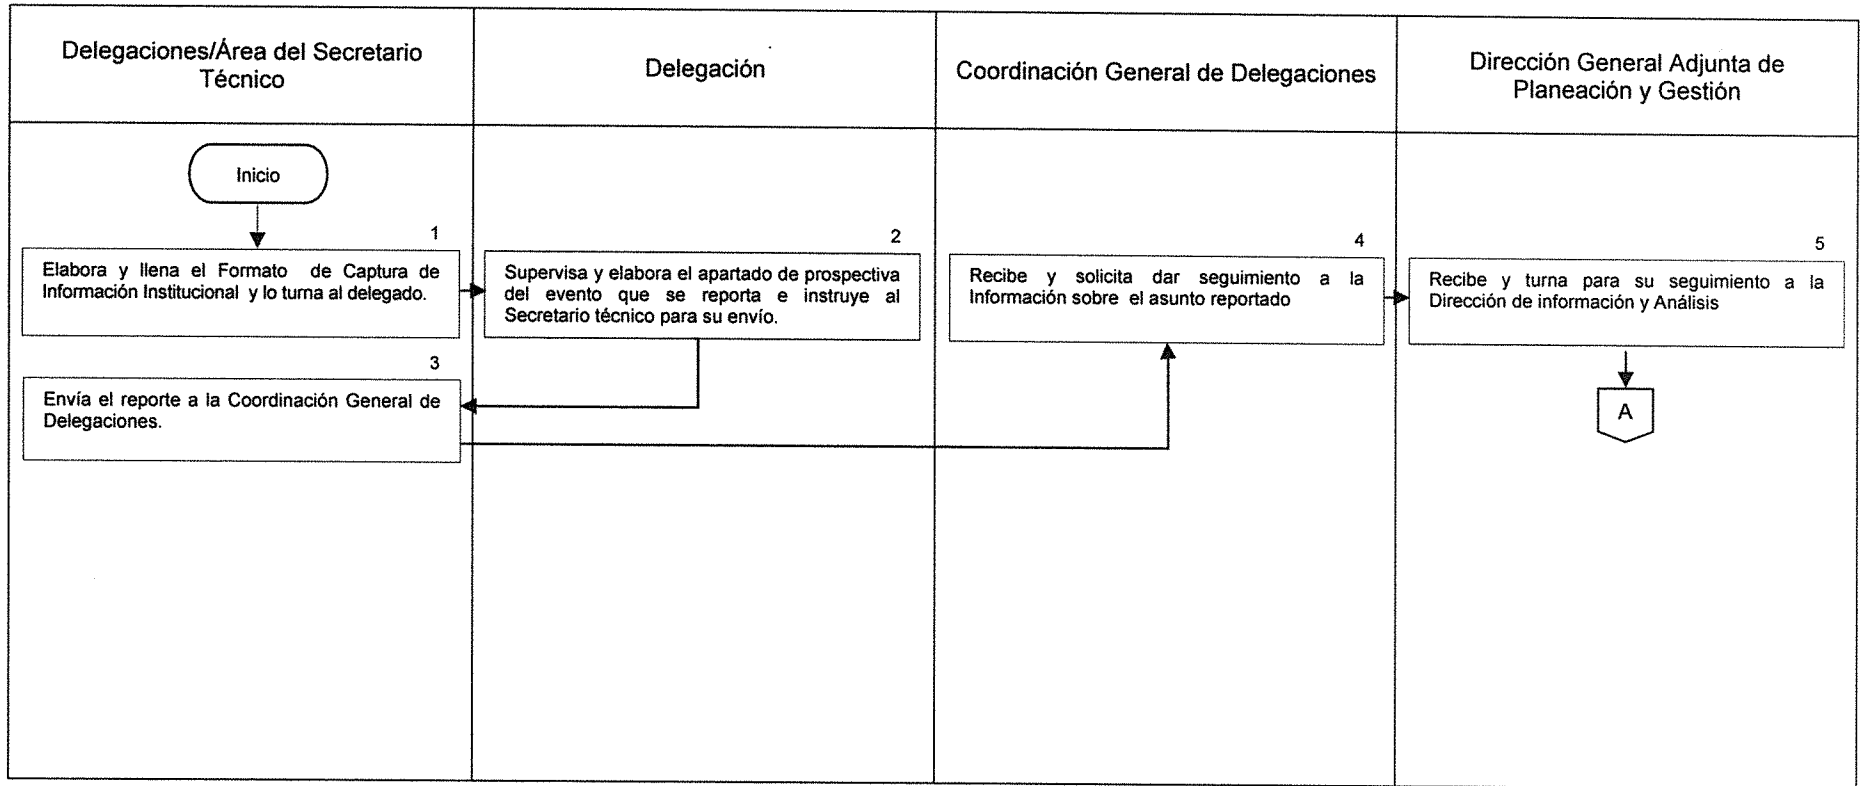 Delegaciones/Área del Secretario
Técnico
Delegación
Coordinación General de Delegaciones
Dirección General Adjunta de
Planeación y Gestión
Inicio
1
Elabora y llena el Formato de Captura de
Información Institucional y lo turna al delegado.
2
Supervisa y elabora el apartado de prospectiva
del evento que se reporta e instruye al
Secretario técnico para su envío.
3
Envía el reporte a la Coordinación General de
Delegaciones.
4
Recibe y solicita dar seguimiento a la
Información sobre el asunto reportado
5
Recibe y turna para su seguimiento a la
Dirección de información y Análisis
A